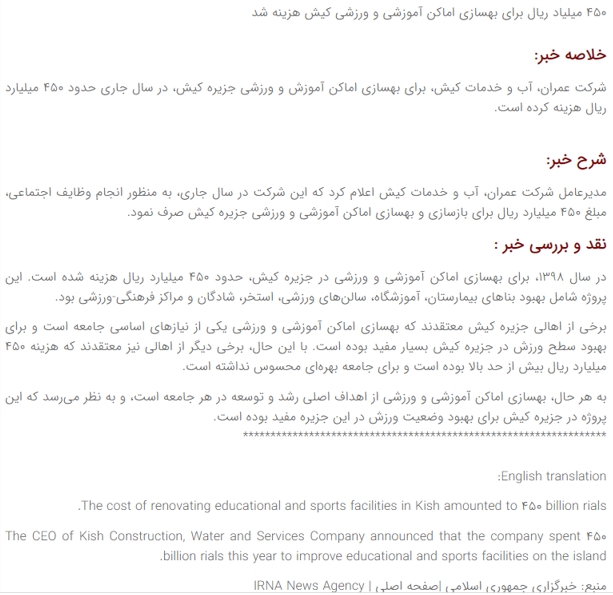 ۴۵۰ میلیاد ریال برای بهسازی اماکن آموزشی و ورزشی کیش هزینه شد
خلاصه خبر:
شرکت عمران، آب و خدمات کیش، برای بهسازی اماکن آموزش و ورزشی جزیره کیش، در سال جاری حدود ۴۵۰ میلیارد
ریال هزینه کرده است.
شرح خبر:
مدیرعامل شرکت عمران، آب و خدمات کیش اعلام کرد که این شرکت در سال جاری، به منظور انجام وظایف اجتماعی،
مبلغ ۴۵۰ میلیارد ریال برای بازسازی و بهسازی اماکن آموزشی و ورزشی جزیره کیش صرف نمود.
نقد و بررسی خبر :
در سال ۱۳۹۸، برای بهسازی اماکن آموزشی و ورزشی در جزیره کیش، حدود ۴۵۰ میلیارد ریال هزینه شده است. این
پروژه شامل بهبود بناهای بیمارستان، آموزشگاه، سالن‌های ورزشی، استخر، شادگان و مراکز فرهنگی-ورزشی بود.
برخی از اهالی جزیره کیش معتقدند که بهسازی اماکن آموزشی و ورزشی یکی از نیازهای اساسی جامعه است و برای
بهبود سطح ورزش در جزیره کیش بسیار مفید بوده است. با این حال، برخی دیگر از اهالی نیز معتقدند که هزینه ۴۵۰
میلیارد ریال بیش از حد بالا بوده است و برای جامعه بهره‌ای محسوس نداشته است.
به هر حال، بهسازی اماکن آموزشی و ورزشی از اهداف اصلی رشد و توسعه در هر جامعه است، و به نظر می‌رسد که این
پروژه در جزیره کیش برای بهبود وضعیت ورزش در این جزیره مفید بوده است.
******************************************************************
English translation:
The cost of renovating educational and sports facilities in Kish amounted to ۴۵۰ billion rials.
The CEO of Kish Construction, Water and Services Company announced that the company spent ۴۵۰
billion rials this year to improve educational and sports facilities on the island.
منبع: خبرگزاری جمهوری اسلامی |صفحه اصلی | IRNA News Agency